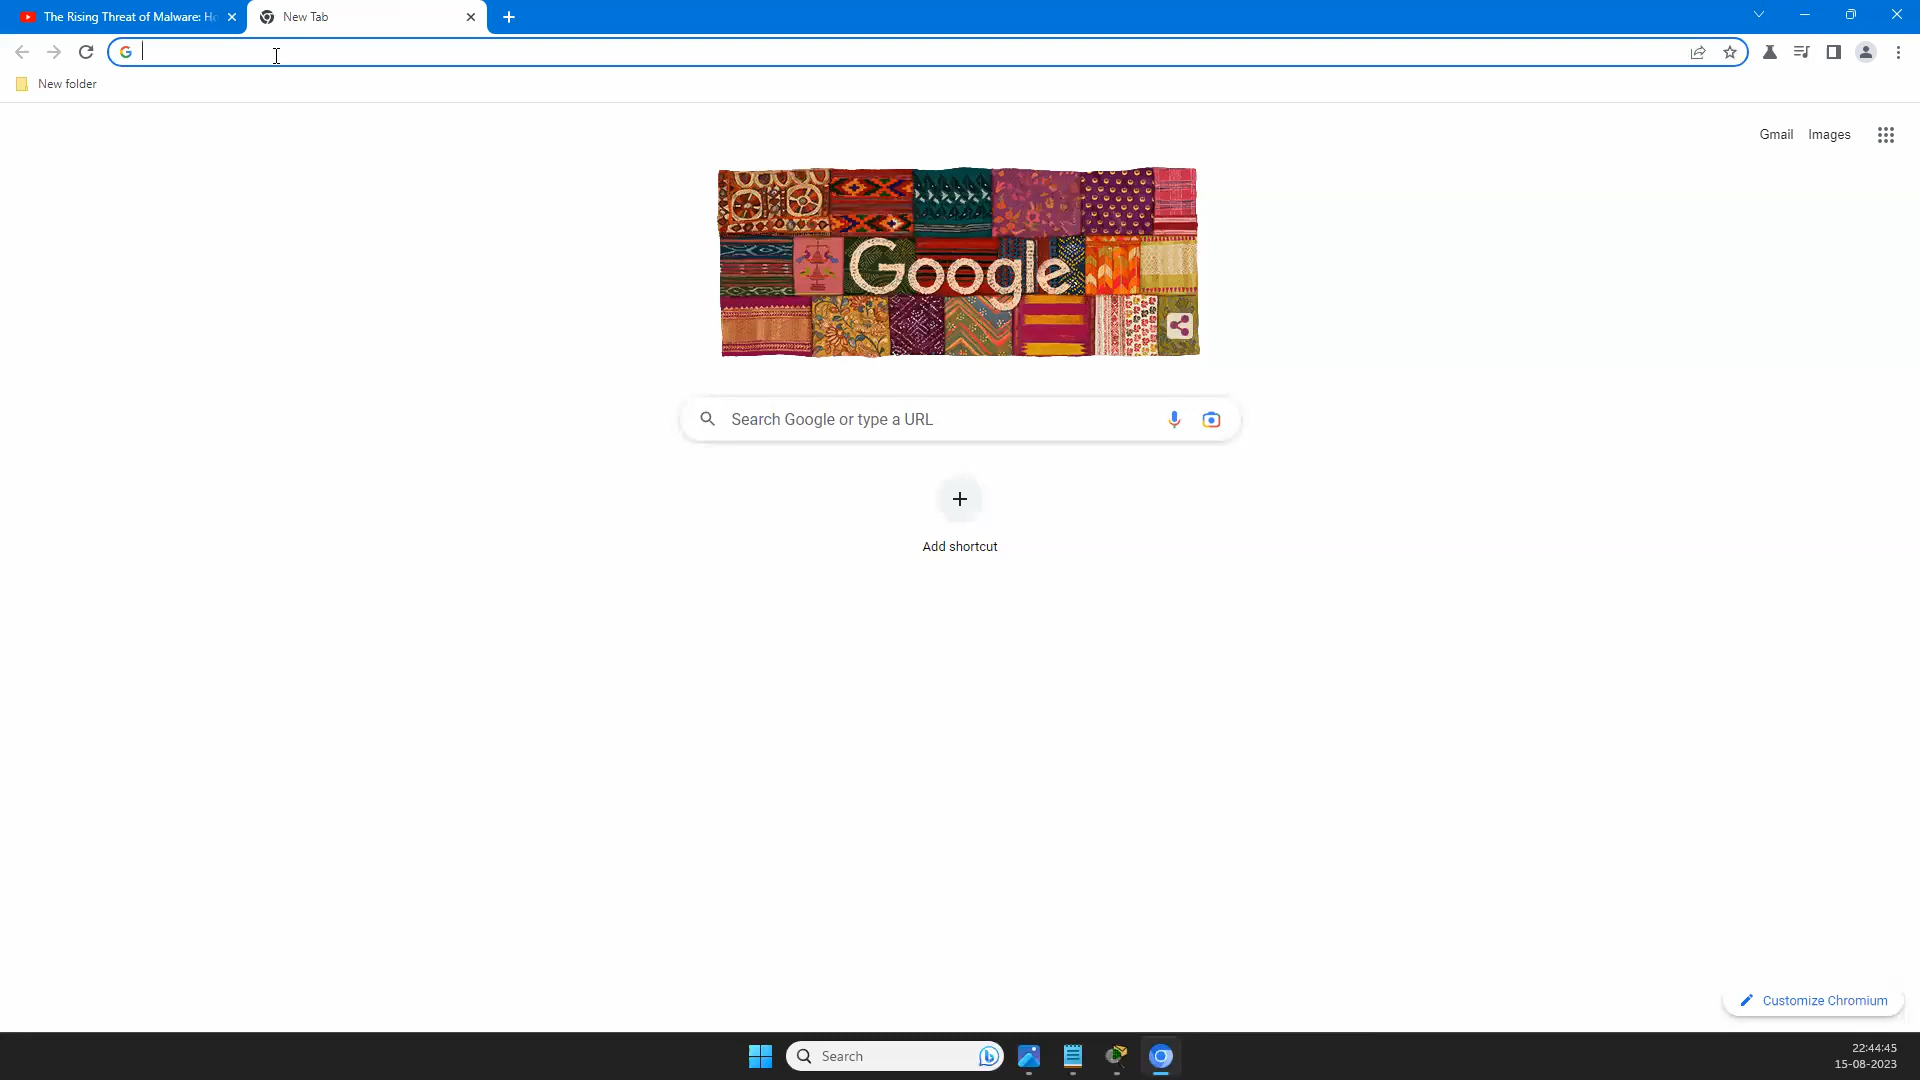 The Rising Threat of Malware: Ho
New Tab
New folder
Gmail
Images
Google
Search Google or type a URL
Add shortcut
Customize Chromium
Search
22:44:45
15-08-2023